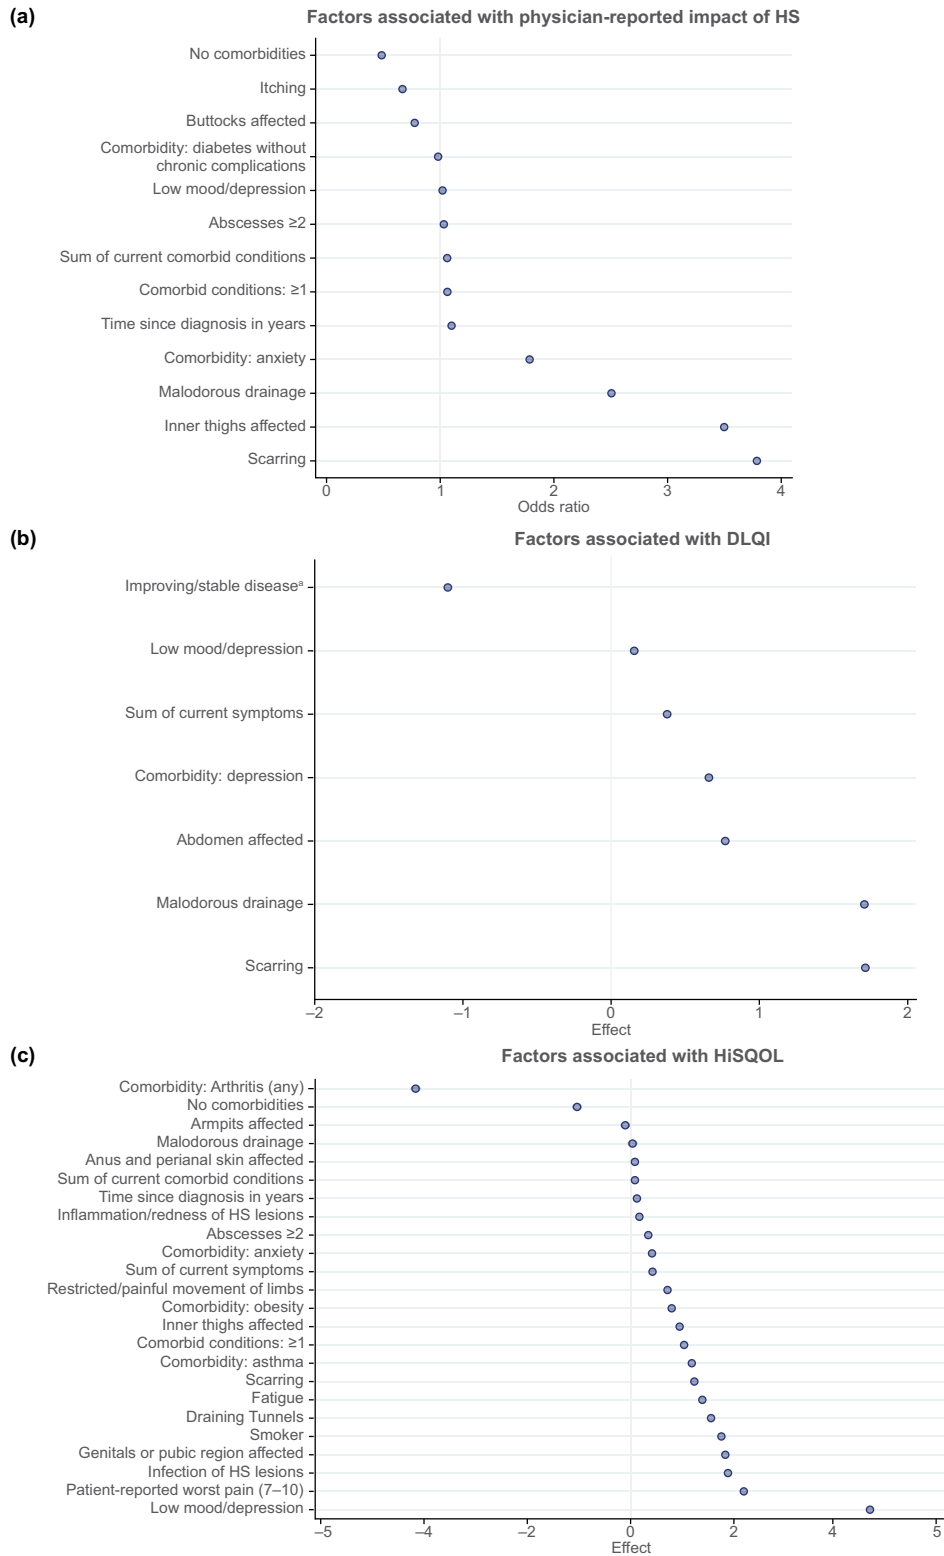 (a)
Factors associated with physician-reported impact of HS
No comorbidities
Itching
Buttocks affected
Comorbidity: diabetes without
chronic complications
Low mood/depression
Abscesses ≥2
Sum of current comorbid conditions
Comorbid conditions: ≥1
Time since diagnosis in years
Comorbidity: anxiety
Malodorous drainage
Inner thighs affected
Scarring
0 1 2 3 4
Odds ratio
(b)
Factors associated with DLQI
Improving/stable diseaseᵃ
Low mood/depression
Sum of current symptoms
Comorbidity: depression
Abdomen affected
Malodorous drainage
Scarring
–2 –1 0 1 2
Effect
(c)
Factors associated with HiSQOL
Comorbidity: Arthritis (any)
No comorbidities
Armpits affected
Malodorous drainage
Anus and perianal skin affected
Sum of current comorbid conditions
Time since diagnosis in years
Inflammation/redness of HS lesions
Abscesses ≥2
Comorbidity: anxiety
Sum of current symptoms
Restricted/painful movement of limbs
Comorbidity: obesity
Inner thighs affected
Comorbid conditions: ≥1
Comorbidity: asthma
Scarring
Fatigue
Draining Tunnels
Smoker
Genitals or pubic region affected
Infection of HS lesions
Patient-reported worst pain (7–10)
Low mood/depression
–5 –4 –2 0 2 4 5
Effect